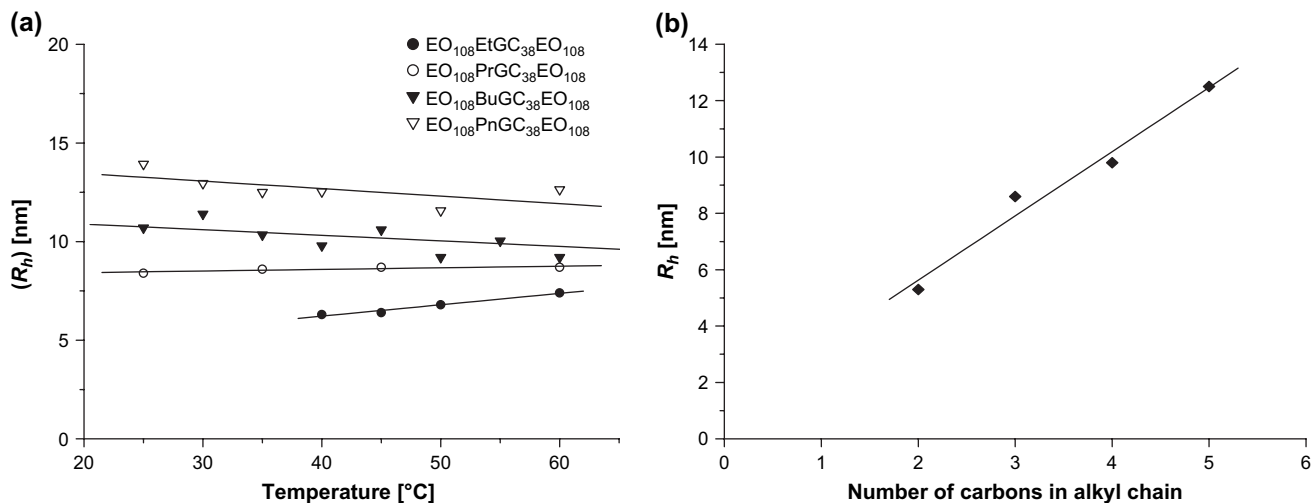 (a)
20
15
10
5
0
20
30
40
50
60
(R_h) [nm]
Temperature [°C]
EO₁₀₈EtGC₃₈EO₁₀₈
EO₁₀₈PrGC₃₈EO₁₀₈
EO₁₀₈BuGC₃₈EO₁₀₈
EO₁₀₈PnGC₃₈EO₁₀₈
(b)
14
12
10
8
6
4
2
0
0
1
2
3
4
5
6
R_h [nm]
Number of carbons in alkyl chain